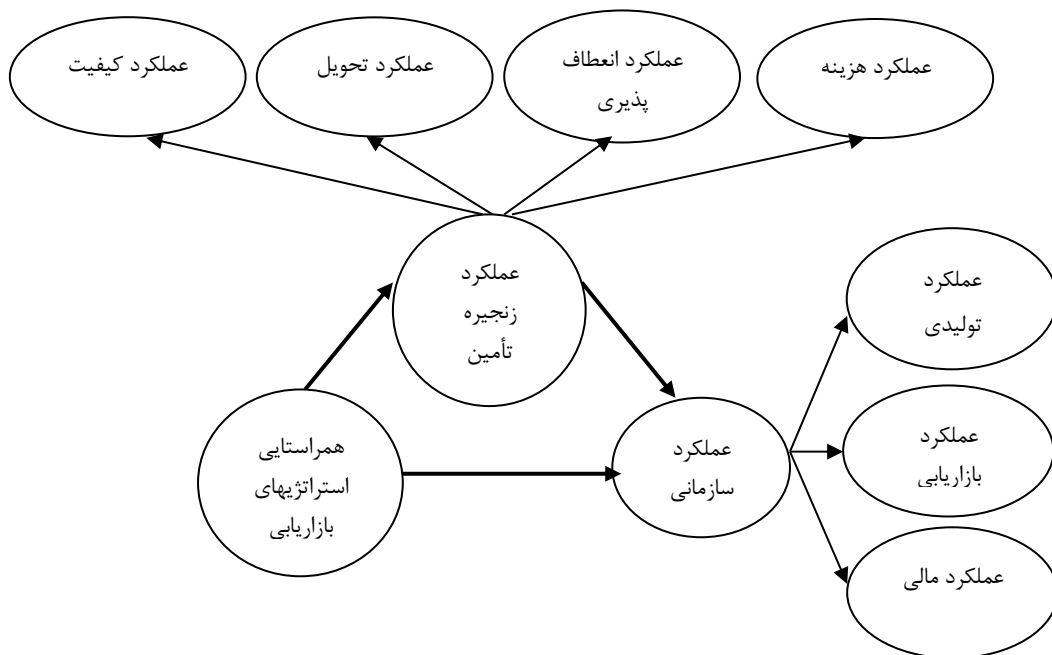 عملکرد هزینه
عملکرد انعطاف
پذیری
عملکرد تحویل
عملکرد کیفیت
عملکرد
زنجیره
تأمین
عملکرد
تولیدی
همراستایی
استراتژیهای
بازاریابی
عملکرد
سازمانی
عملکرد
بازاریابی
عملکرد مالی